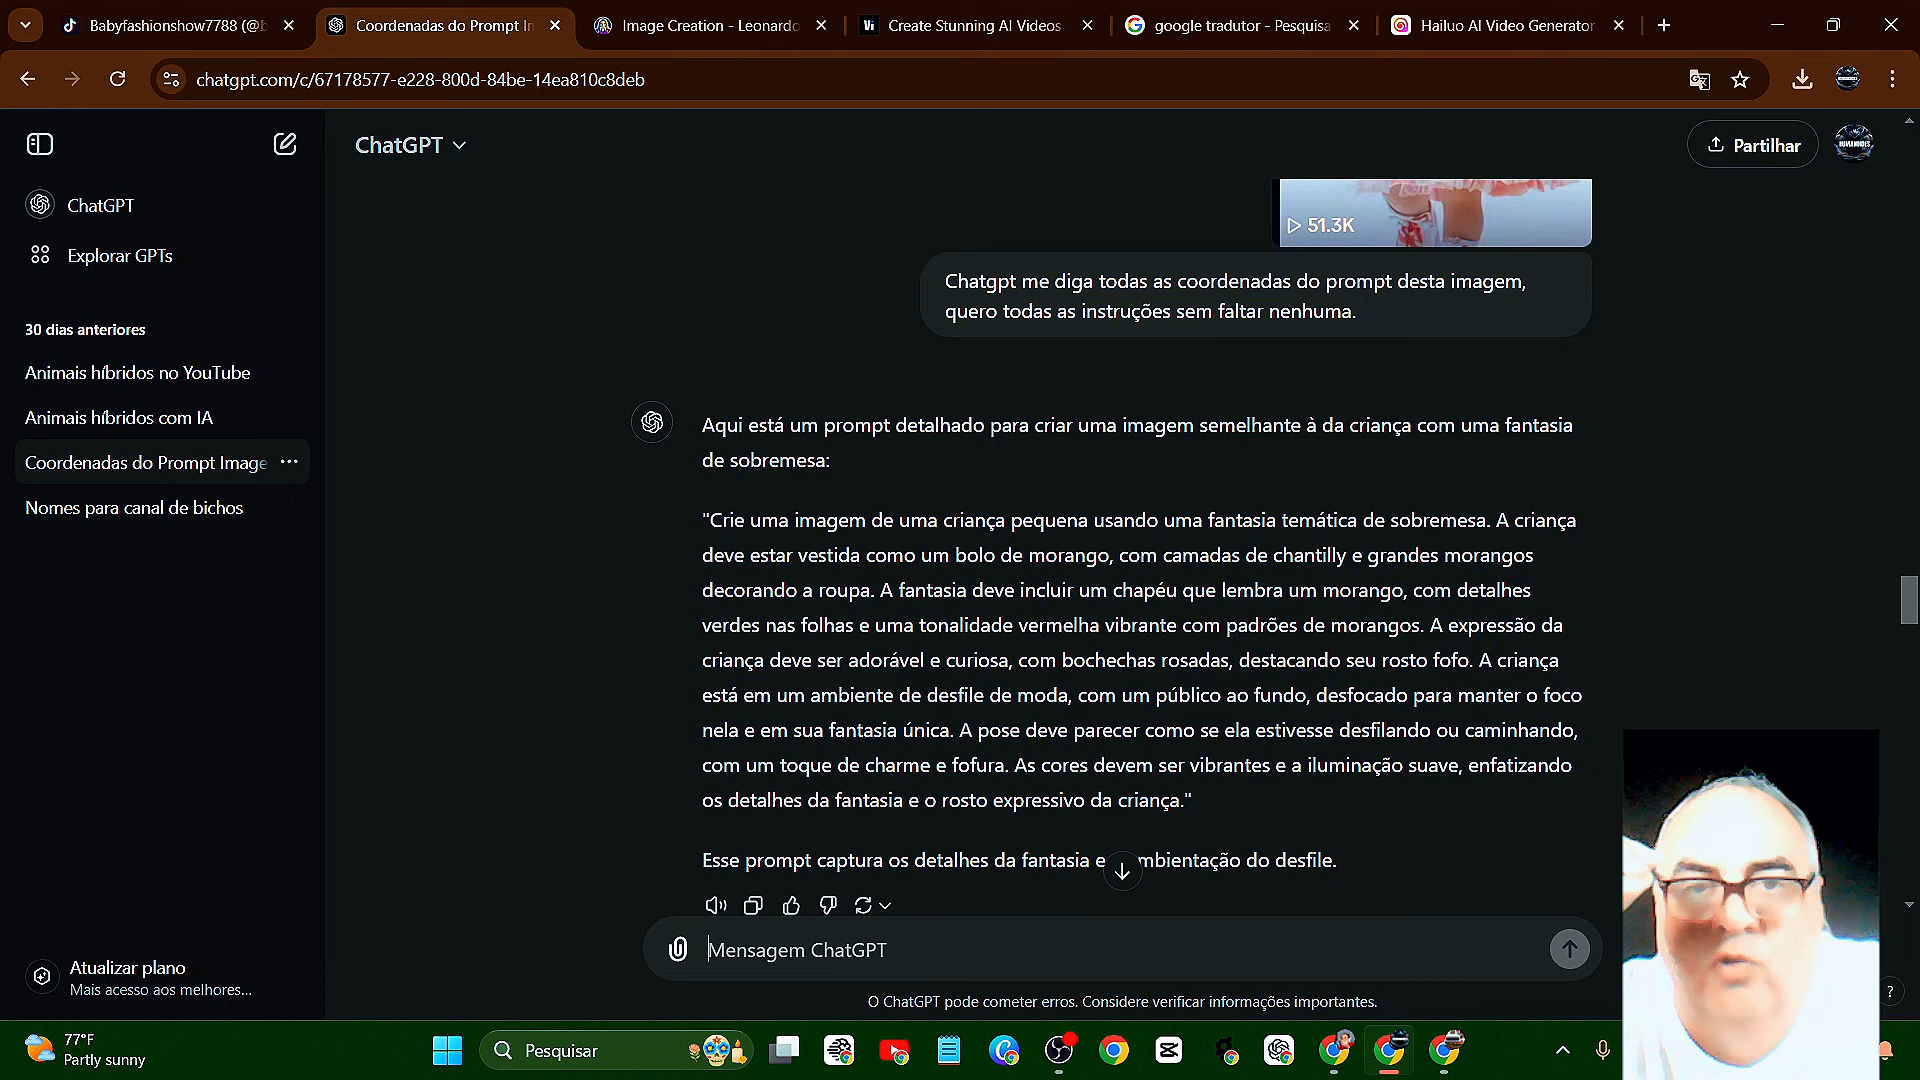 Babyfashionshow7788 (@b
Coordenadas do Prompt In
Image Creation - Leonardo
Create Stunning AI Videos
google tradutor - Pesquisa
Hailuo AI Video Generator
chatgpt.com/c/67178577-e228-800d-84be-14ea810c8deb
ChatGPT
Partilhar
HUMANOIDES
ChatGPT
Explorar GPTs
30 dias anteriores
Animais híbridos no YouTube
Animais híbridos com IA
Coordenadas do Prompt Image
Nomes para canal de bichos
51.3K
Chatgpt me diga todas as coordenadas do prompt desta imagem,
quero todas as instruções sem faltar nenhuma.
Aqui está um prompt detalhado para criar uma imagem semelhante à da criança com uma fantasia
de sobremesa:
"Crie uma imagem de uma criança pequena usando uma fantasia temática de sobremesa. A criança
deve estar vestida como um bolo de morango, com camadas de chantilly e grandes morangos
decorando a roupa. A fantasia deve incluir um chapéu que lembra um morango, com detalhes
verdes nas folhas e uma tonalidade vermelha vibrante com padrões de morangos. A expressão da
criança deve ser adorável e curiosa, com bochechas rosadas, destacando seu rosto fofo. A criança
está em um ambiente de desfile de moda, com um público ao fundo, desfocado para manter o foco
nela e em sua fantasia única. A pose deve parecer como se ela estivesse desfilando ou caminhando,
com um toque de charme e fofura. As cores devem ser vibrantes e a iluminação suave, enfatizando
os detalhes da fantasia e o rosto expressivo da criança."
Esse prompt captura os detalhes da fantasia e mbientação do desfile.
Mensagem ChatGPT
O ChatGPT pode cometer erros. Considere verificar informações importantes.
?
Atualizar plano
Mais acesso aos melhores...
77°F
Partly sunny
Pesquisar